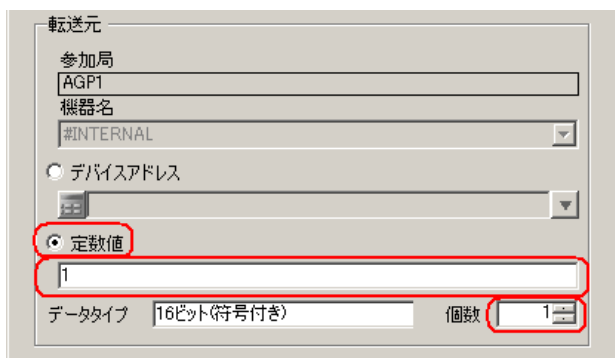 転送元
参加局
AGP1
機器名
#INTERNAL
デバイスアドレス
定数値
1
データタイプ 16ビット(符号付き) 個数 1